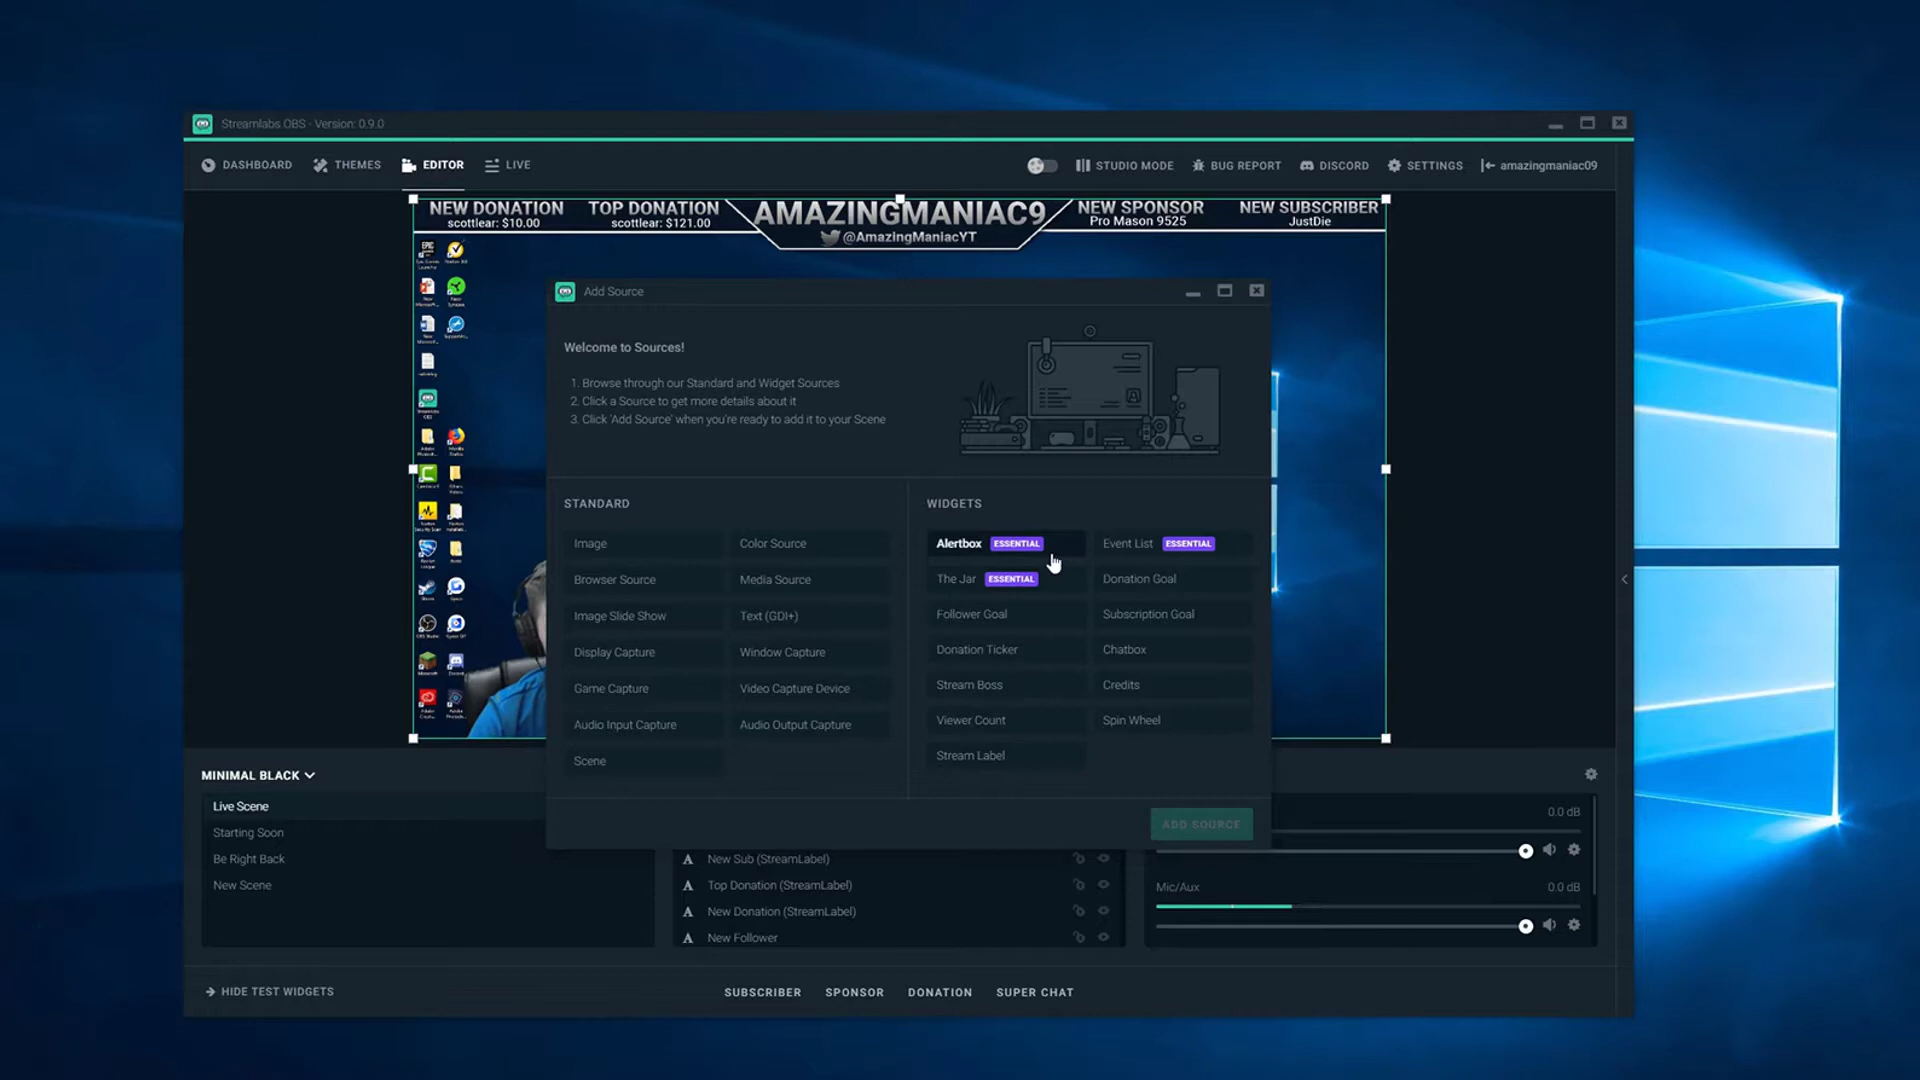 Streamlabs OBS - Version: 0.9.0
DASHBOARD THEMES EDITOR LIVE STUDIO MODE BUG REPORT DISCORD SETTINGS amazingmaniac09
NEW DONATION TOP DONATION AMAZINGMANIAC9 NEW SPONSOR NEW SUBSCRIBER
scottlear: $10.00 scottlear: $121.00 @AmazingManiacYT Pro Mason 9525 JustDie
Add Source
Welcome to Sources!
1. Browse through our Standard and Widget Sources
2. Click a Source to get more details about it
3. Click 'Add Source' when you're ready to add it to your Scene
STANDARD
Image Color Source
Browser Source Media Source
Image Slide Show Text (GDI+)
Display Capture Window Capture
Game Capture Video Capture Device
Audio Input Capture Audio Output Capture
Scene
WIDGETS
Alertbox ESSENTIAL Event List ESSENTIAL
The Jar ESSENTIAL Donation Goal
Follower Goal Subscription Goal
Donation Ticker Chatbox
Stream Boss Credits
Viewer Count Spin Wheel
Stream Label
ADD SOURCE
MINIMAL BLACK
Live Scene
Starting Soon
Be Right Back
New Scene
New Sub (StreamLabel)
Top Donation (StreamLabel)
New Donation (StreamLabel)
New Follower
0.0 dB
Mic/Aux 0.0 dB
HIDE TEST WIDGETS SUBSCRIBER SPONSOR DONATION SUPER CHAT